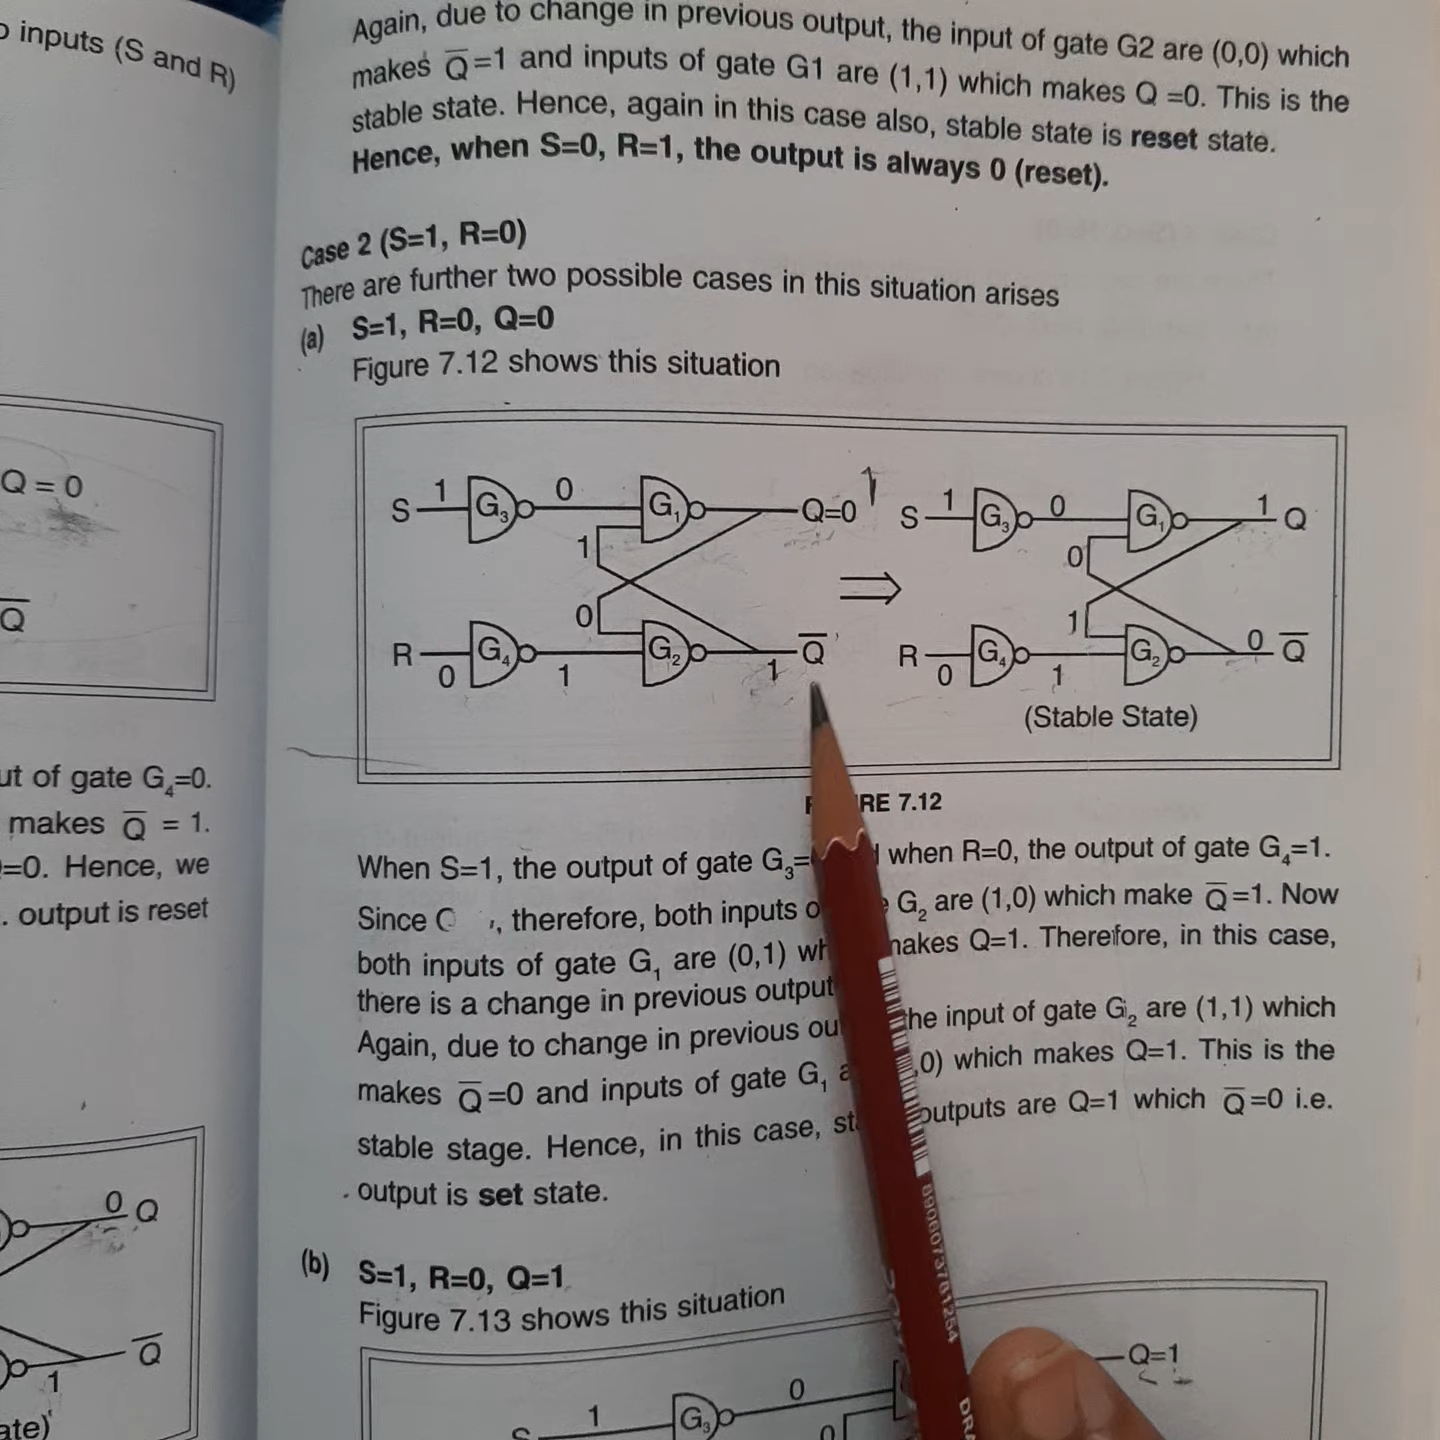 o inputs (S and R)
Q = 0
Q̅
ut of gate G₄=0.
makes Q̅ = 1.
=0. Hence, we
. output is reset
0 Q
Q̅
1
ate)
Again, due to change in previous output, the input of gate G2 are (0,0) which
makes Q̅=1 and inputs of gate G1 are (1,1) which makes Q =0. This is the
stable state. Hence, again in this case also, stable state is reset state.
Hence, when S=0, R=1, the output is always 0 (reset).
Case 2 (S=1, R=0)
There are further two possible cases in this situation arises
(a) S=1, R=0, Q=0
Figure 7.12 shows this situation
S 1 G₃ 0 G₁ Q=0 1
1
0
R 0 G₄ 1 G₂ 1 Q̅
S 1 G₃ 0 G₁ 1 Q
0
1
R 0 G₄ 1 G₂ 0 Q̅
(Stable State)
RE 7.12
When S=1, the output of gate G₃= when R=0, the output of gate G₄=1.
Since , therefore, both inputs G₂ are (1,0) which make Q̅=1. Now
both inputs of gate G₁ are (0,1) Q=1. Therefore, in this case,
there is a change in previous output
Again, due to change in previous the input of gate G₂ are (1,1) which
makes Q̅=0 and inputs of gate G₁ ,0) which makes Q=1. This is the
stable stage. Hence, in this case, outputs are Q=1 which Q̅=0 i.e.
output is set state.
(b) S=1, R=0, Q=1
Figure 7.13 shows this situation
S 1 G₃ 0 Q=1
0
8906073761254
DRA